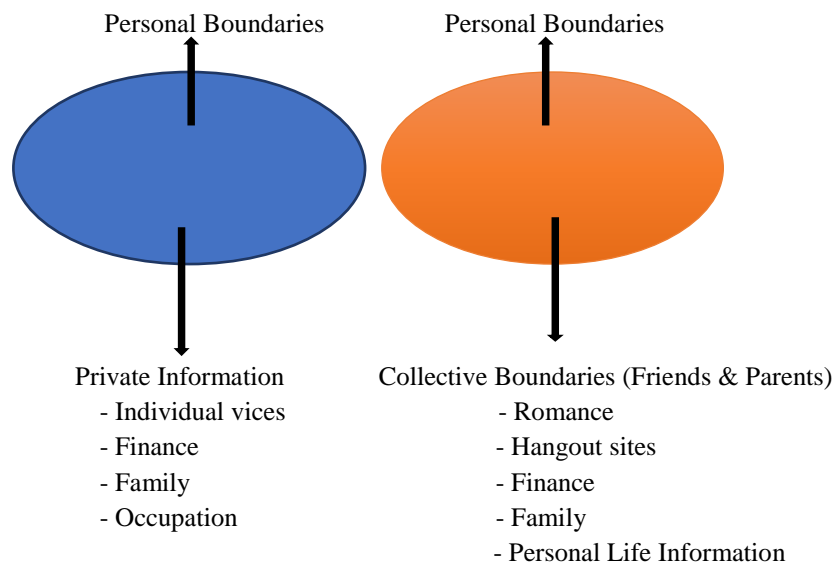 Personal Boundaries
Personal Boundaries
Private Information
- Individual vices
- Finance
- Family
- Occupation
Collective Boundaries (Friends & Parents)
- Romance
- Hangout sites
- Finance
- Family
- Personal Life Information